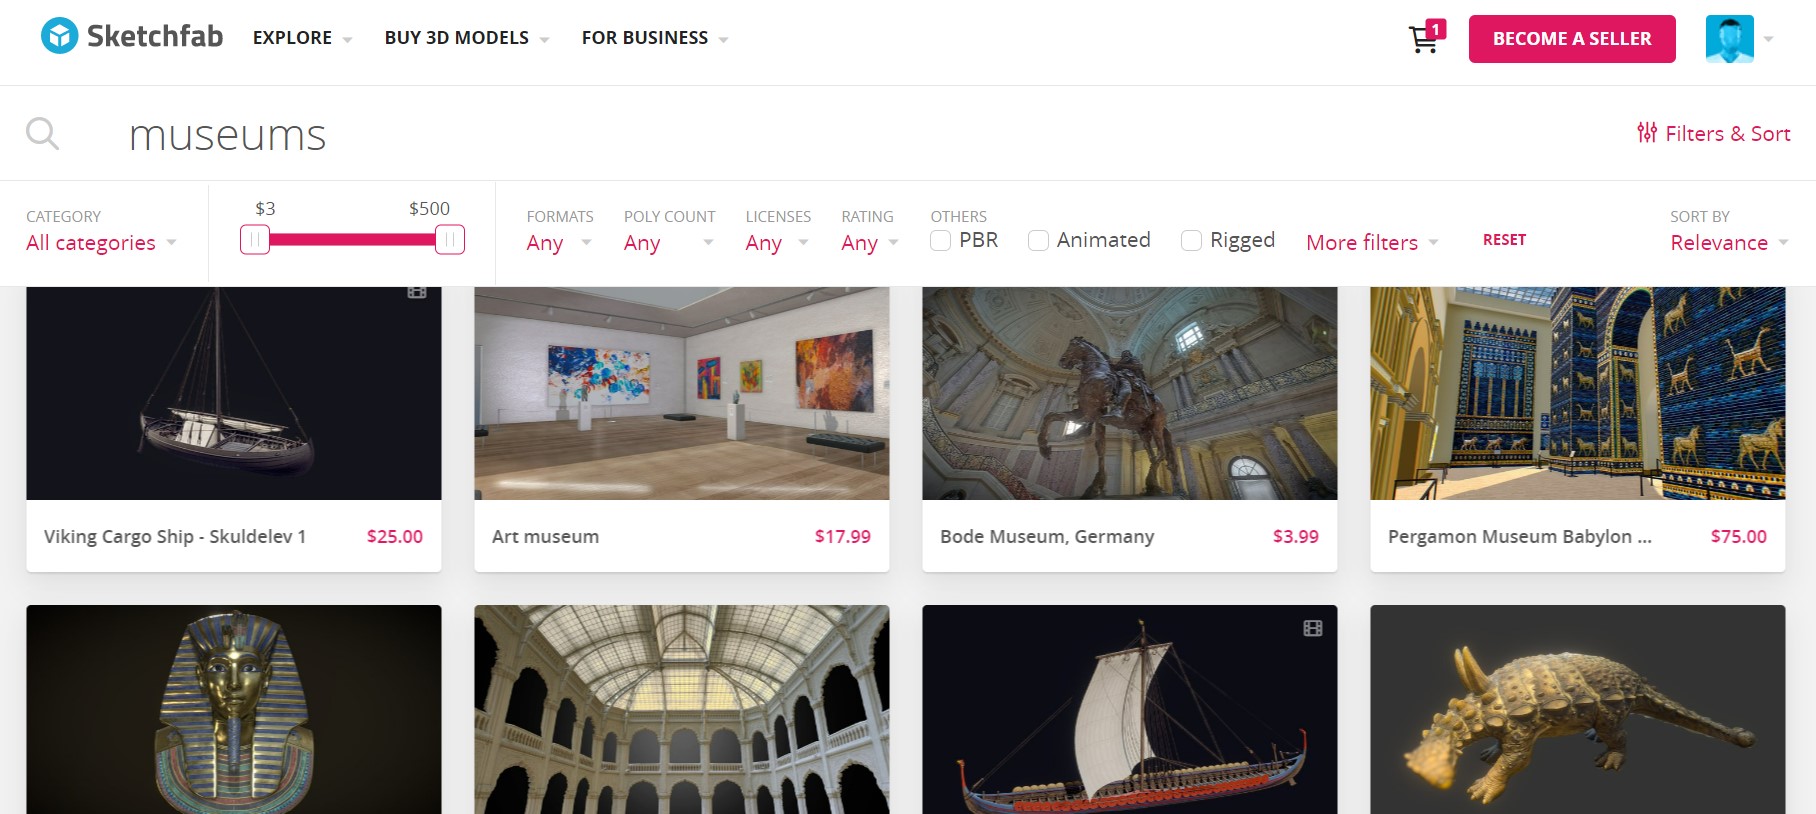 Sketchfab EXPLORE BUY 3D MODELS FOR BUSINESS 1 BECOME A SELLER
museums Filters & Sort
$3 $500
CATEGORY FORMATS POLY COUNT LICENSES RATING OTHERS SORT BY
All categories Any Any Any Any PBR Animated Rigged More filters RESET Relevance
Viking Cargo Ship - Skuldelev 1 $25.00 Art museum $17.99 Bode Museum, Germany $3.99 Pergamon Museum Babylon ... $75.00